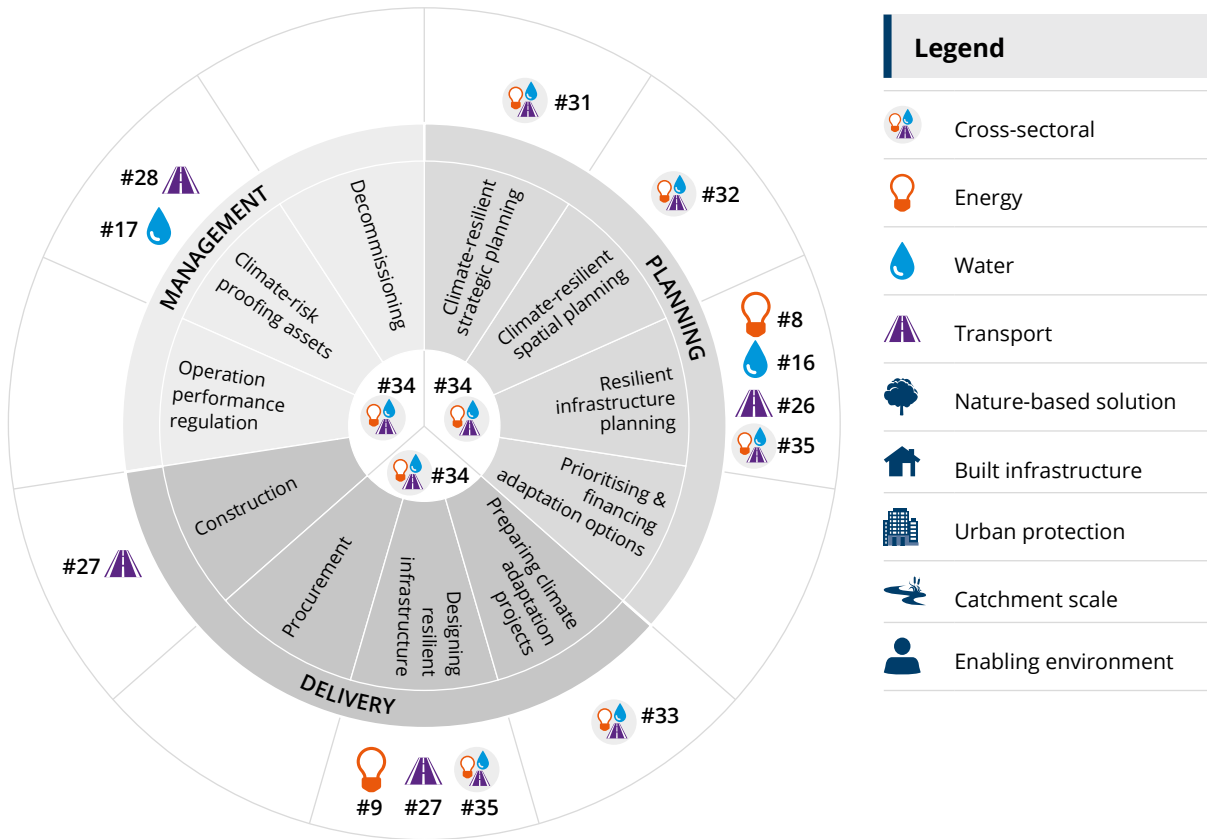 #31
#32
#8
#16
#26
#35
#33
#9
#27
#35
#27
#17
#28
MANAGEMENT
PLANNING
DELIVERY
Decommissioning
Climate-risk
proofing assets
Operation
performance
regulation
Climate-resilient
strategic planning
Climate-resilient
spatial planning
Resilient
infrastructure
planning
Prioritising &
financing
adaptation options
Preparing climate
adaptation
projects
Designing
resilient
infrastructure
Procurement
Construction
#34
#34
#34
Legend
Cross-sectoral
Energy
Water
Transport
Nature-based solution
Built infrastructure
Urban protection
Catchment scale
Enabling environment